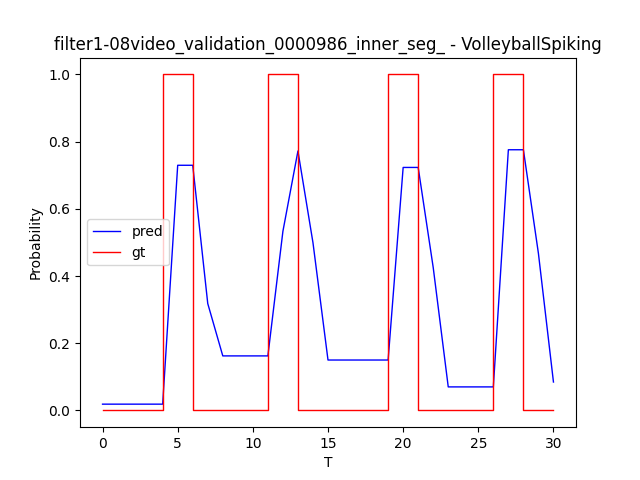 filter1-08video_validation_0000986_inner_seg_ - VolleyballSpiking
1.0
0.8
0.6
0.4
0.2
0.0
Probability
pred
gt
0 5 10 15 20 25 30
T